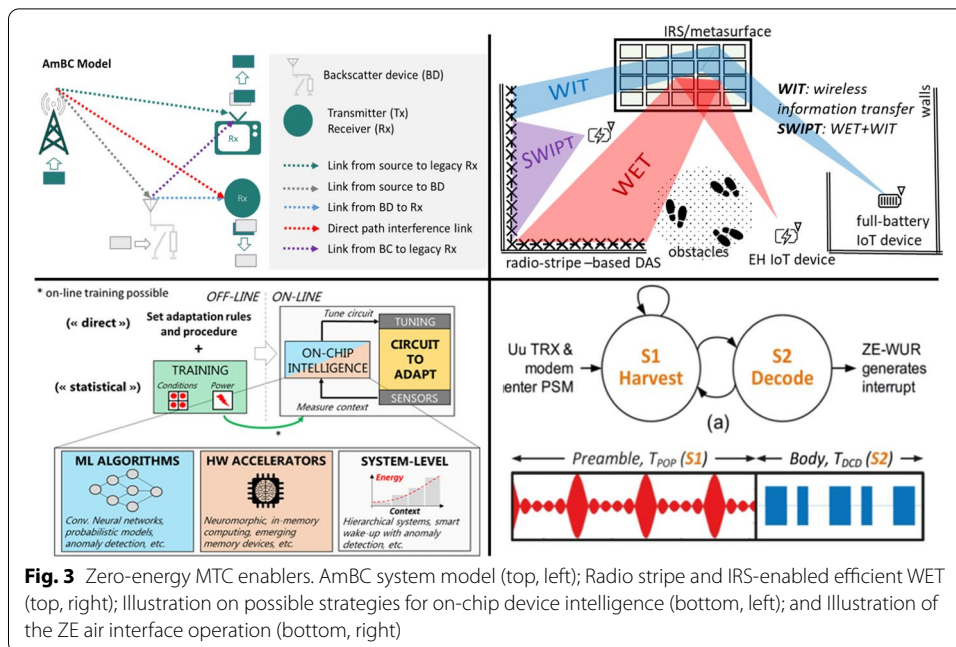 AmBC Model
Rx
Rx
Backscatter device (BD)
Transmitter (Tx)
Receiver (Rx)
Link from source to legacy Rx
Link from source to BD
Link from BD to Rx
Direct path interference link
Link from BC to legacy Rx
IRS/metasurface
WIT
SWIPT
WET
WIT: wireless
information transfer
SWIPT: WET+WIT
walls
obstacles
radio-stripe –based DAS
EH IoT device
full-battery
IoT device
* on-line training possible
OFF-LINE
ON-LINE
(« direct »)
Set adaptation rules
and procedure
+
(« statistical »)
TRAINING
Conditions
Power
Tune circuit
ON-CHIP
INTELLIGENCE
Measure context
TUNING
CIRCUIT
TO
ADAPT
SENSORS
*
ML ALGORITHMS
Conv. Neural networks,
probabilistic models,
anomaly detection, etc.
HW ACCELERATORS
Neuromorphic, in-memory
computing, emerging
memory devices, etc.
SYSTEM-LEVEL
Energy
Context
Hierarchical systems, smart
wake-up with anomaly
detection, etc.
Uu TRX &
modem
enter PSM
S1
Harvest
S2
Decode
ZE-WUR
generates
interrupt
(a)
Preamble, TPOP (S1)
Body, TDCD (S2)
Fig. 3 Zero-energy MTC enablers. AmBC system model (top, left); Radio stripe and IRS-enabled efficient WET
(top, right); Illustration on possible strategies for on-chip device intelligence (bottom, left); and Illustration of
the ZE air interface operation (bottom, right)